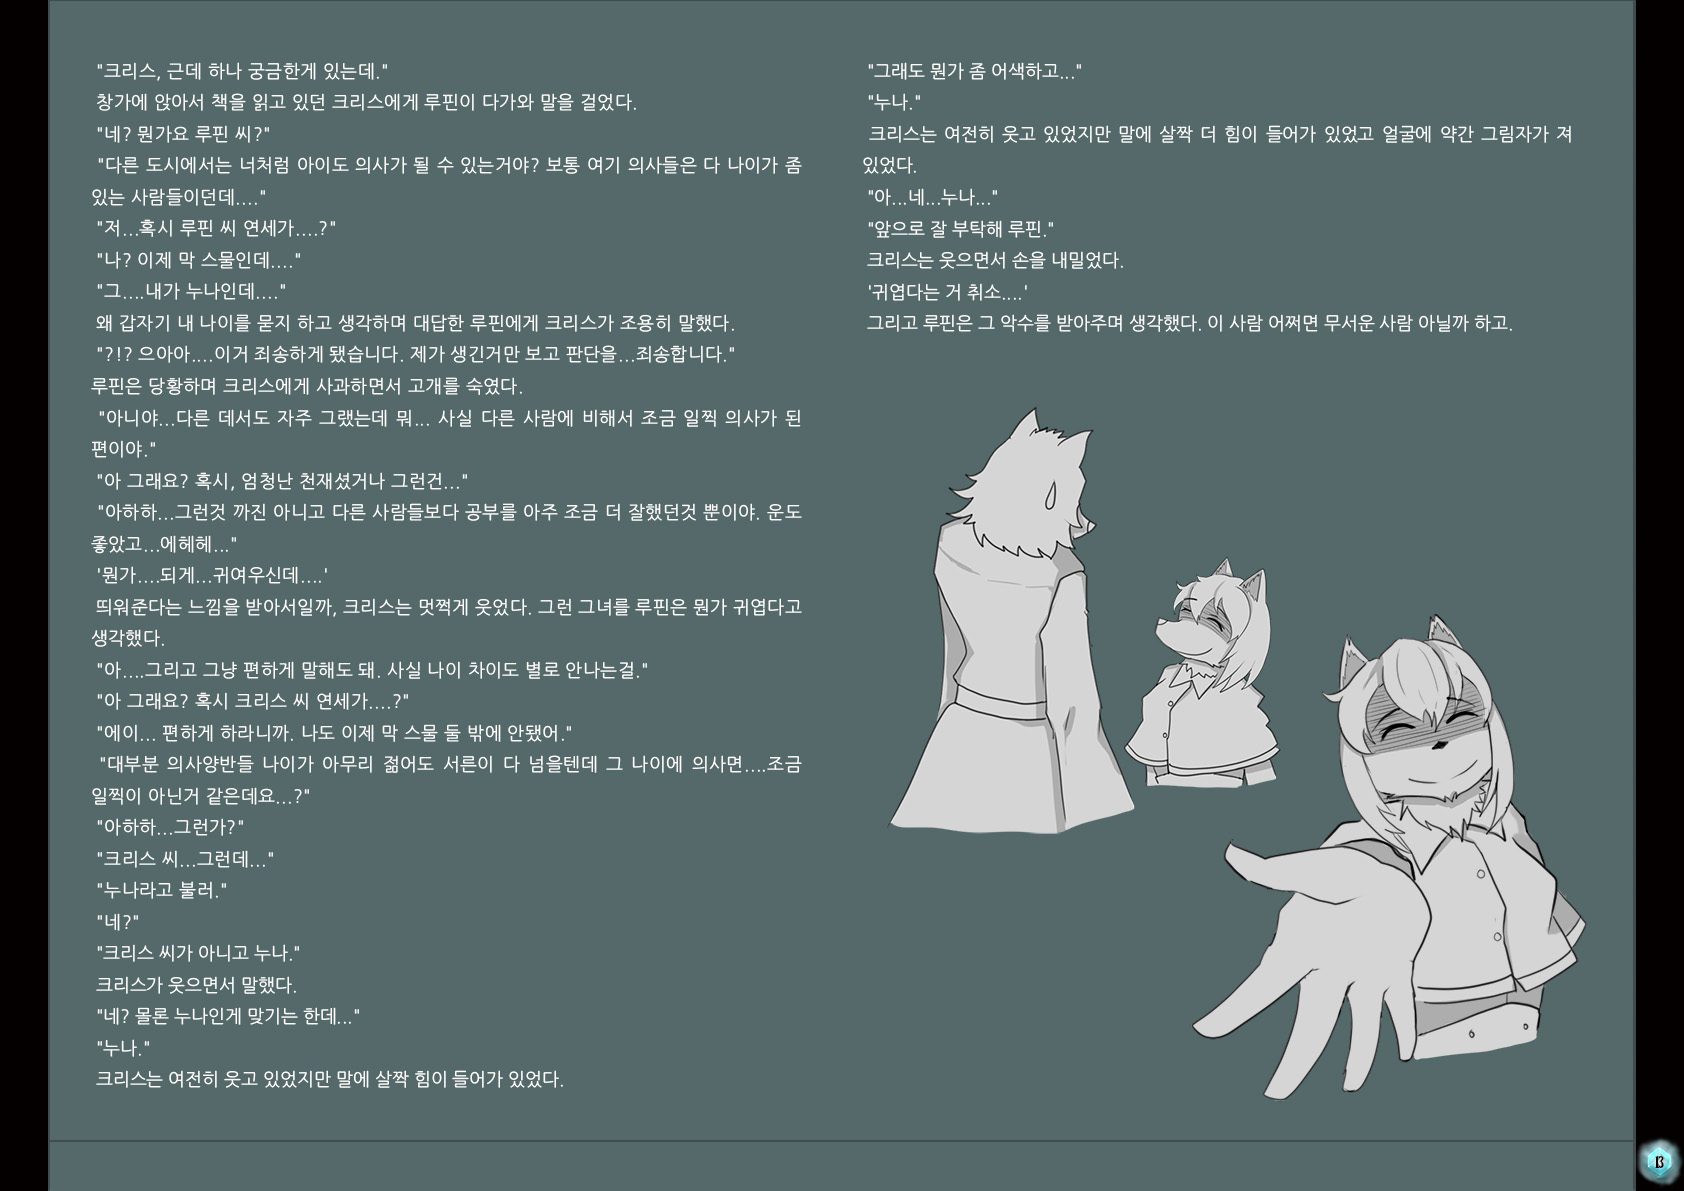 "크리스, 근데 하나 궁금한게 있는데."
창가에 앉아서 책을 읽고 있던 크리스에게 루핀이 다가와 말을 걸었다.
"네? 뭔가요 루핀 씨?"
"다른 도시에서는 너처럼 아이도 의사가 될 수 있는거야? 보통 여기 의사들은 다 나이가 좀
있는 사람들이던데...."
"저...혹시 루핀 씨 연세가....?"
"나? 이제 막 스물인데...."
"그....내가 누나인데...."
왜 갑자기 내 나이를 묻지 하고 생각하며 대답한 루핀에게 크리스가 조용히 말했다.
"?!? 으아아....이거 죄송하게 됐습니다. 제가 생긴거만 보고 판단을...죄송합니다."
루핀은 당황하며 크리스에게 사과하면서 고개를 숙였다.
"아니야...다른 데서도 자주 그랬는데 뭐... 사실 다른 사람에 비해서 조금 일찍 의사가 된
편이야."
"아 그래요? 혹시, 엄청난 천재셨거나 그런건..."
"아하하...그런것 까진 아니고 다른 사람들보다 공부를 아주 조금 더 잘했던것 뿐이야. 운도
좋았고...에헤헤..."
'뭔가....되게...귀여우신데....'
띄워준다는 느낌을 받아서일까, 크리스는 멋쩍게 웃었다. 그런 그녀를 루핀은 뭔가 귀엽다고
생각했다.
"아....그리고 그냥 편하게 말해도 돼. 사실 나이 차이도 별로 안나는걸."
"아 그래요? 혹시 크리스 씨 연세가....?"
"에이... 편하게 하라니까. 나도 이제 막 스물 둘 밖에 안됐어."
"대부분 의사양반들 나이가 아무리 젊어도 서른이 다 넘을텐데 그 나이에 의사면....조금
일찍이 아닌거 같은데요...?"
"아하하...그런가?"
"크리스 씨...그런데..."
"누나라고 불러."
"네?"
"크리스 씨가 아니고 누나."
크리스가 웃으면서 말했다.
"네? 몰론 누나인게 맞기는 한데..."
"누나."
크리스는 여전히 웃고 있었지만 말에 살짝 힘이 들어가 있었다.
"그래도 뭔가 좀 어색하고..."
"누나."
크리스는 여전히 웃고 있었지만 말에 살짝 더 힘이 들어가 있었고 얼굴에 약간 그림자가 져
있었다.
"아...네...누나..."
"앞으로 잘 부탁해 루핀."
크리스는 웃으면서 손을 내밀었다.
'귀엽다는 거 취소....'
그리고 루핀은 그 악수를 받아주며 생각했다. 이 사람 어쩌면 무서운 사람 아닐까 하고.